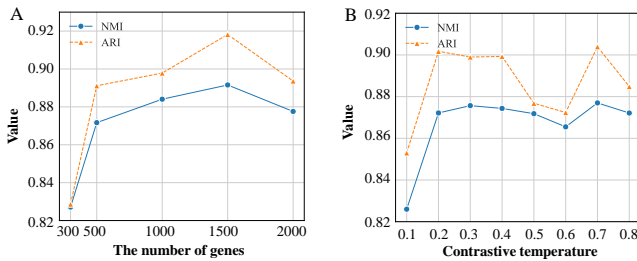 A
NMI
ARI
Value
0.92
0.90
0.88
0.86
0.84
0.82
300 500 1000 1500 2000
The number of genes
B
NMI
ARI
Value
0.92
0.90
0.88
0.86
0.84
0.82
0.1 0.2 0.3 0.4 0.5 0.6 0.7 0.8
Contrastive temperature